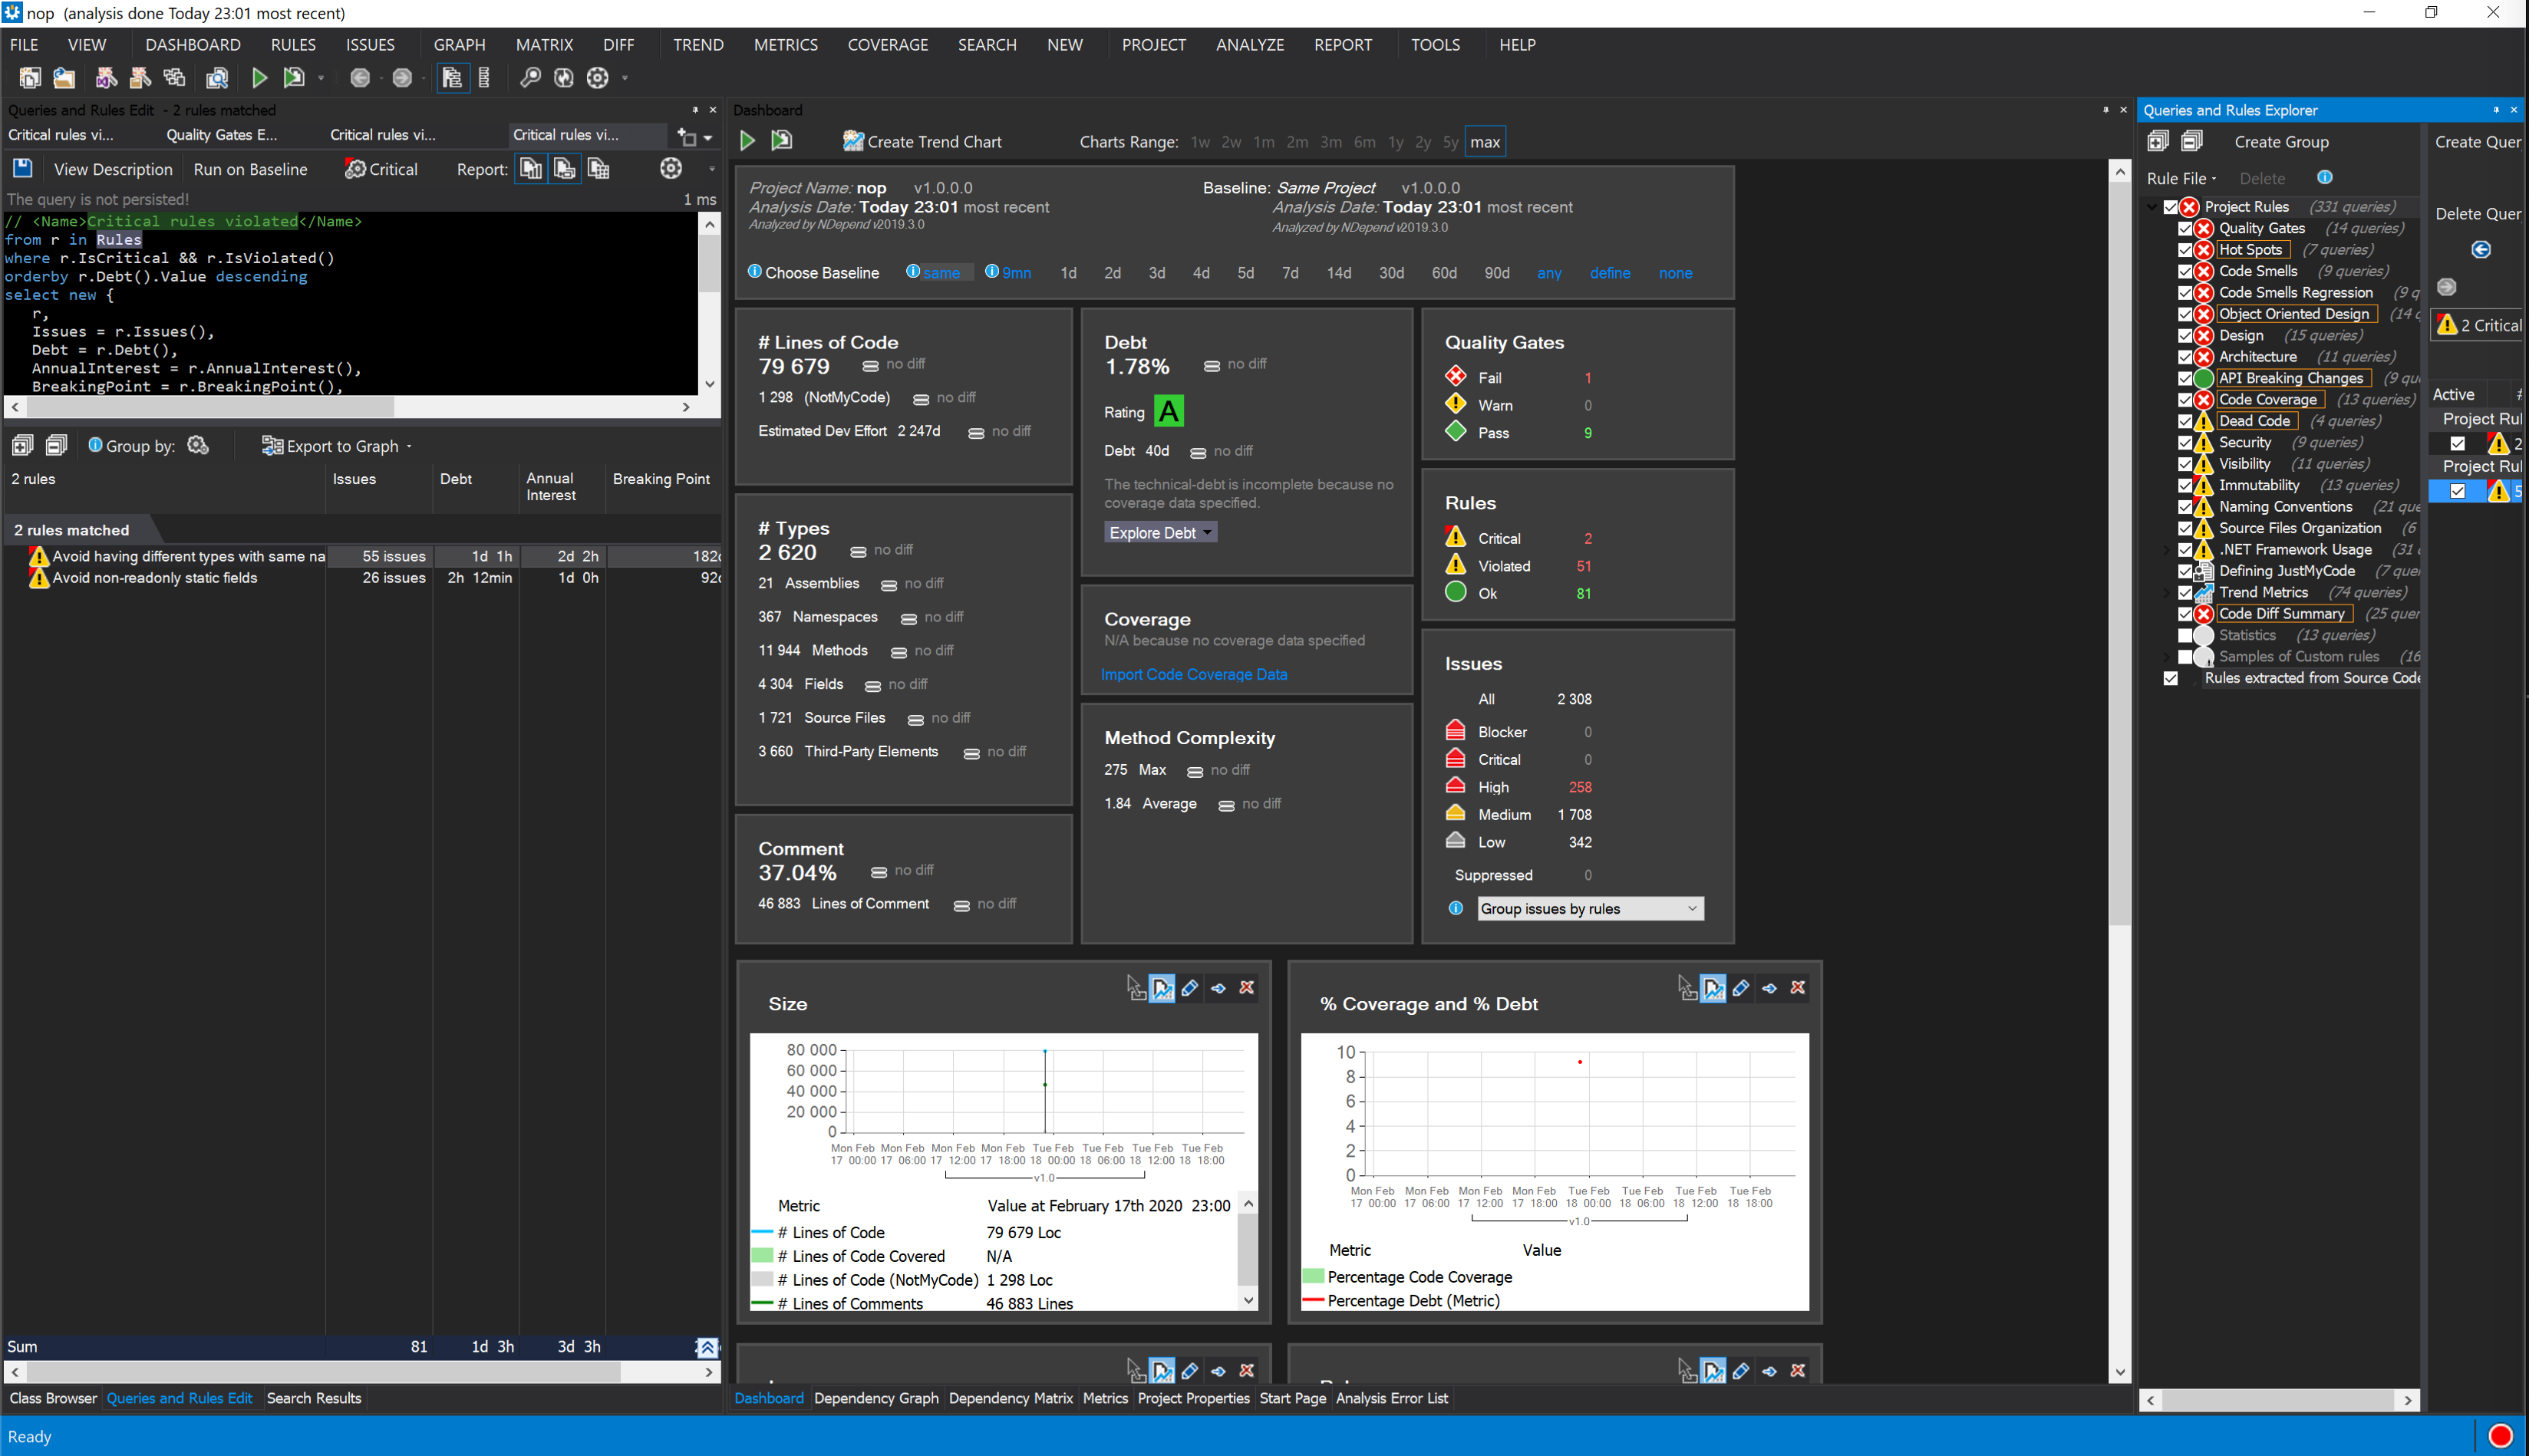 nop (analysis done Today 23:01 most recent)
FILE VIEW DASHBOARD RULES ISSUES GRAPH MATRIX DIFF TREND METRICS COVERAGE SEARCH NEW PROJECT ANALYZE REPORT TOOLS HELP
Queries and Rules Edit - 2 rules matched
Critical rules vi... Quality Gates E... Critical rules vi... Critical rules vi...
View Description Run on Baseline Critical Report:
The query is not persisted! 1 ms
// <Name>Critical rules violated</Name>
from r in Rules
where r.IsCritical && r.IsViolated()
orderby r.Debt().Value descending
select new {
r,
Issues = r.Issues(),
Debt = r.Debt(),
AnnualInterest = r.AnnualInterest(),
BreakingPoint = r.BreakingPoint(),
Group by: Export to Graph
2 rules Issues Debt Annual Interest Breaking Point
2 rules matched
Avoid having different types with same na 55 issues 1d 1h 2d 2h 182
Avoid non-readonly static fields 26 issues 2h 12min 1d 0h 92
Sum 81 1d 3h 3d 3h
Class Browser Queries and Rules Edit Search Results
Dashboard
Create Trend Chart Charts Range: 1w 2w 1m 2m 3m 6m 1y 2y 5y max
Project Name: nop v1.0.0.0 Baseline: Same Project v1.0.0.0
Analysis Date: Today 23:01 most recent Analysis Date: Today 23:01 most recent
Analyzed by NDepend v2019.3.0 Analyzed by NDepend v2019.3.0
Choose Baseline same 9mn 1d 2d 3d 4d 5d 7d 14d 30d 60d 90d any define none
# Lines of Code
79 679 no diff
1 298 (NotMyCode) no diff
Estimated Dev Effort 2 247d no diff
# Types
2 620 no diff
21 Assemblies no diff
367 Namespaces no diff
11 944 Methods no diff
4 304 Fields no diff
1 721 Source Files no diff
3 660 Third-Party Elements no diff
Comment
37.04% no diff
46 883 Lines of Comment no diff
Debt
1.78% no diff
Rating A
Debt 40d no diff
The technical-debt is incomplete because no
coverage data specified.
Explore Debt
Coverage
N/A because no coverage data specified
Import Code Coverage Data
Method Complexity
275 Max no diff
1.84 Average no diff
Quality Gates
Fail 1
Warn 0
Pass 9
Rules
Critical 2
Violated 51
Ok 81
Issues
All 2 308
Blocker 0
Critical 0
High 258
Medium 1 708
Low 342
Suppressed 0
Group issues by rules
Size
80 000
60 000
40 000
20 000
0
Mon Feb Mon Feb Mon Feb Mon Feb Tue Feb Tue Feb Tue Feb Tue Feb
17 00:00 17 06:00 17 12:00 17 18:00 18 00:00 18 06:00 18 12:00 18 18:00
v1.0
Metric Value at February 17th 2020 23:00
# Lines of Code 79 679 Loc
# Lines of Code Covered N/A
# Lines of Code (NotMyCode) 1 298 Loc
# Lines of Comments 46 883 Lines
% Coverage and % Debt
10
8
6
4
2
0
Mon Feb Mon Feb Mon Feb Mon Feb Tue Feb Tue Feb Tue Feb Tue Feb
17 00:00 17 06:00 17 12:00 17 18:00 18 00:00 18 06:00 18 12:00 18 18:00
v1.0
Metric Value
Percentage Code Coverage
Percentage Debt (Metric)
Dashboard Dependency Graph Dependency Matrix Metrics Project Properties Start Page Analysis Error List
Queries and Rules Explorer
Create Group
Rule File Delete
Project Rules (331 queries)
Quality Gates (14 queries)
Hot Spots (7 queries)
Code Smells (9 queries)
Code Smells Regression (9 q
Object Oriented Design (14 q
Design (15 queries)
Architecture (11 queries)
API Breaking Changes (9 qu
Code Coverage (13 queries)
Dead Code (4 queries)
Security (9 queries)
Visibility (11 queries)
Immutability (13 queries)
Naming Conventions (21 que
Source Files Organization (6
.NET Framework Usage (31
Defining JustMyCode (7 quer
Trend Metrics (74 queries)
Code Diff Summary (25 quer
Statistics (13 queries)
Samples of Custom rules (16
Rules extracted from Source Code
Create Quer
Delete Quer
2 Critical
Active #
Project Rul
2
Project Rul
5
Ready